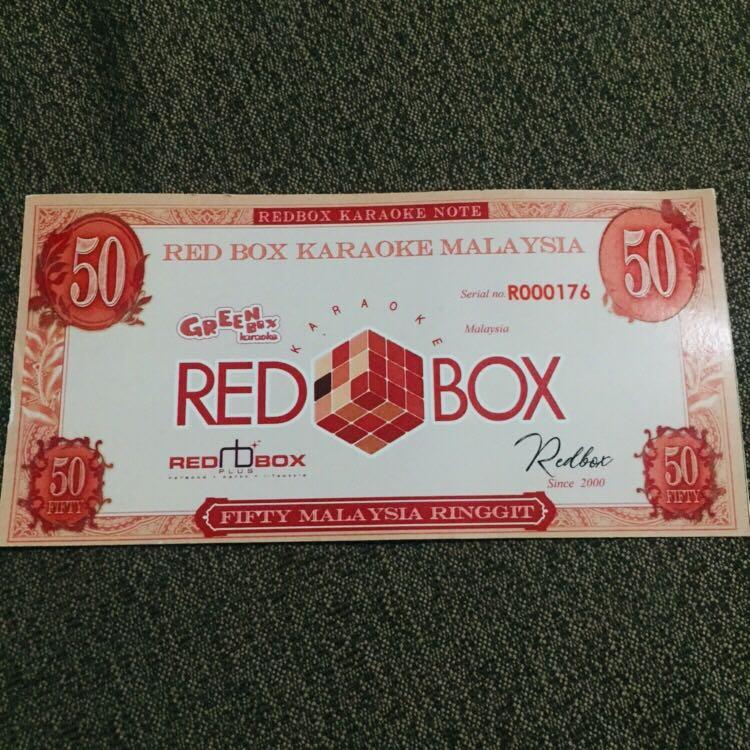 REDBOX KARAOKE NOTE
50
RED BOX KARAOKE MALAYSIA
50
Serial no. R000176
GREEN BOX
karaoke
KARAOKE
Malaysia
RED BOX
RED BOX
PLUS
Redbox
Since 2000
50
FIFTY
50
FIFTY
FIFTY MALAYSIA RINGGIT